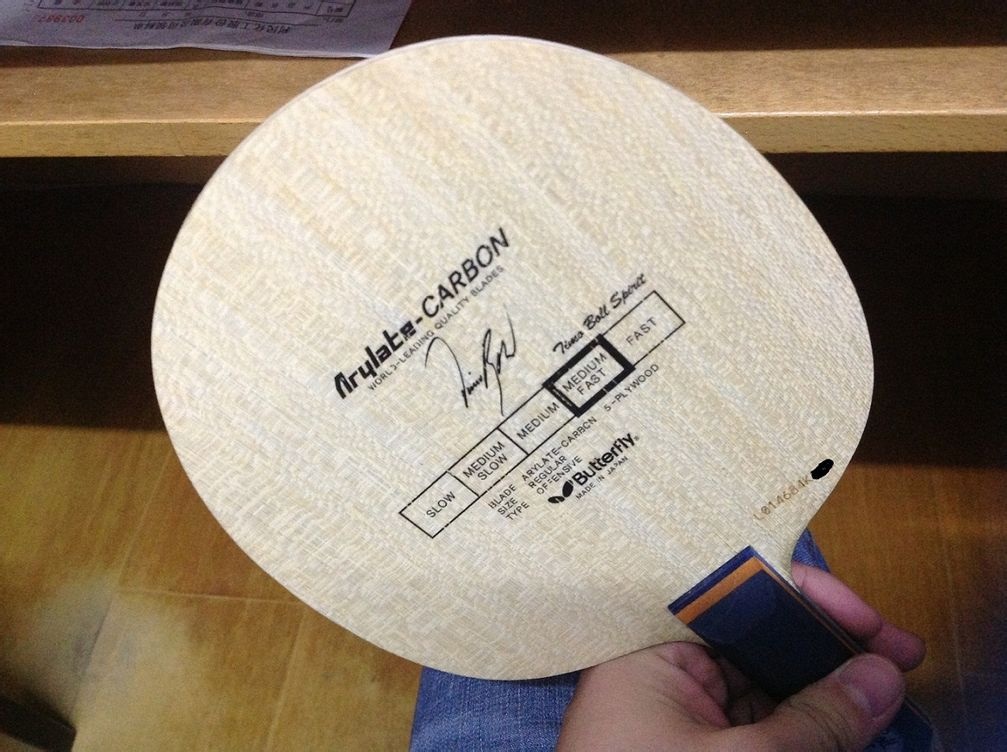 Arylate-CARBON
WORLD-LEADING QUALITY BLADES
Timo Boll Spirit
SLOW
MEDIUM SLOW
MEDIUM
MEDIUM FAST
FAST
BLADE ARYLATE-CARBON 5-PLYWOOD
SIZE REGULAR
TYPE OFFENSIVE
Butterfly®
MADE IN JAPAN
L014684K